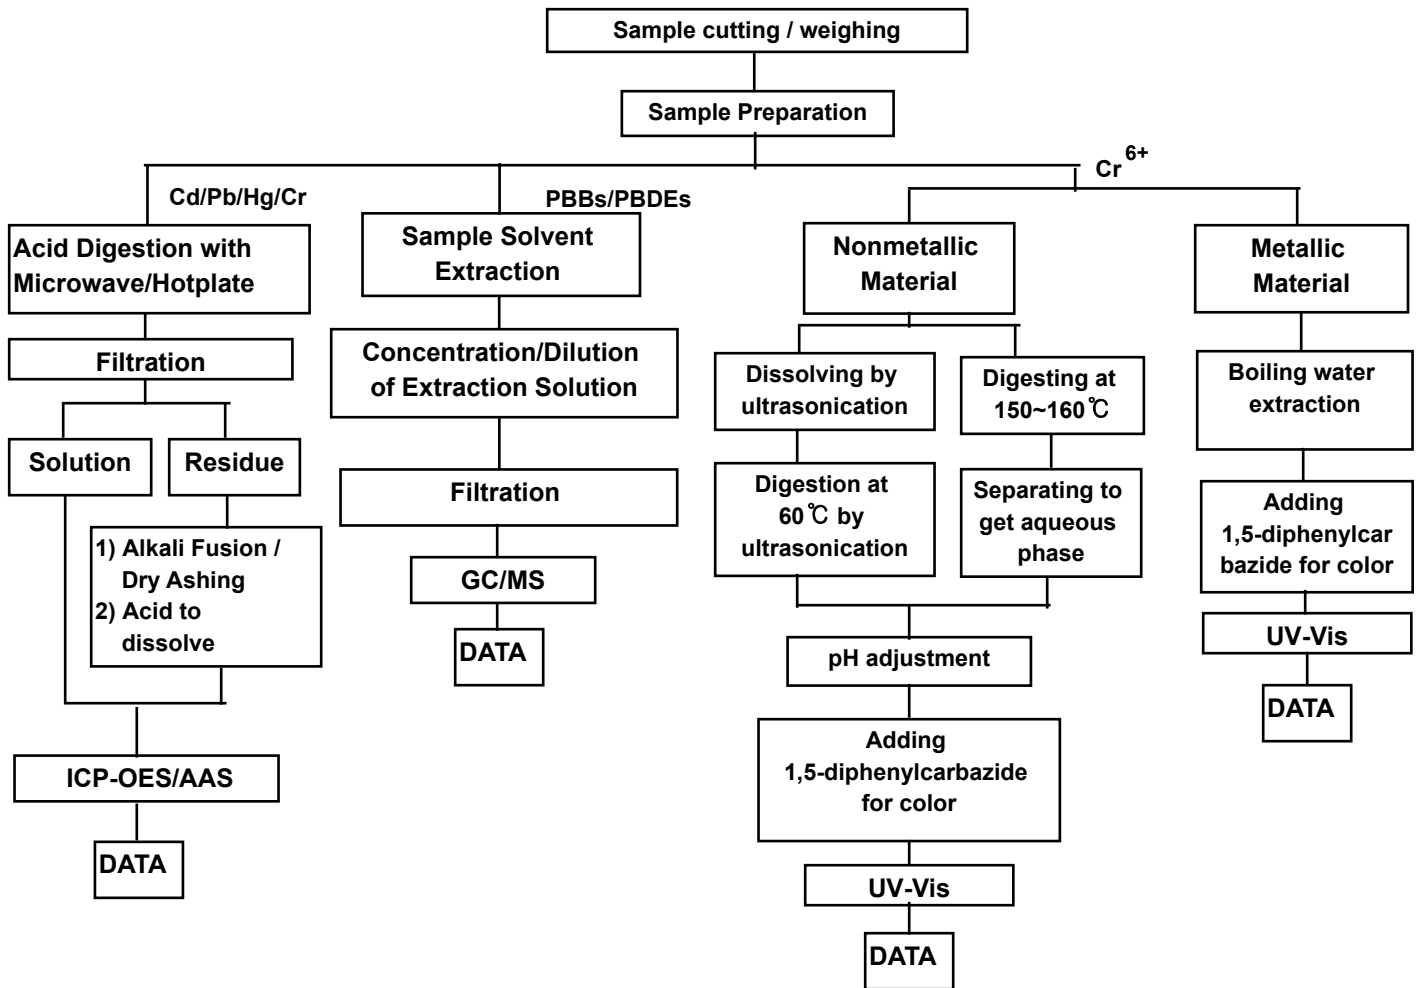 Sample cutting / weighing
Sample Preparation
Cr 6+
Cd/Pb/Hg/Cr
PBBs/PBDEs
Acid Digestion with
Microwave/Hotplate
Filtration
Solution
Residue
1) Alkali Fusion /
Dry Ashing
2) Acid to
dissolve
ICP-OES/AAS
DATA
Sample Solvent
Extraction
Concentration/Dilution
of Extraction Solution
Filtration
GC/MS
DATA
Nonmetallic
Material
Dissolving by
ultrasonication
Digestion at
60℃ by
ultrasonication
Digesting at
150~160℃
Separating to
get aqueous
phase
pH adjustment
Adding
1,5-diphenylcarbazide
for color
UV-Vis
DATA
Metallic
Material
Boiling water
extraction
Adding
1,5-diphenylcar
bazide for color
UV-Vis
DATA